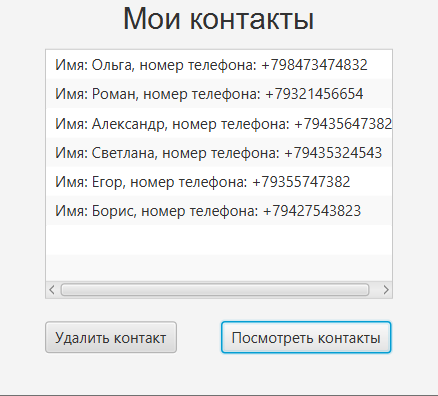 Мои контакты
Имя: Ольга, номер телефона: +798473474832
Имя: Роман, номер телефона: +79321456654
Имя: Александр, номер телефона: +79435647382
Имя: Светлана, номер телефона: +79435324543
Имя: Егор, номер телефона: +79355747382
Имя: Борис, номер телефона: +79427543823
Удалить контакт
Посмотреть контакты